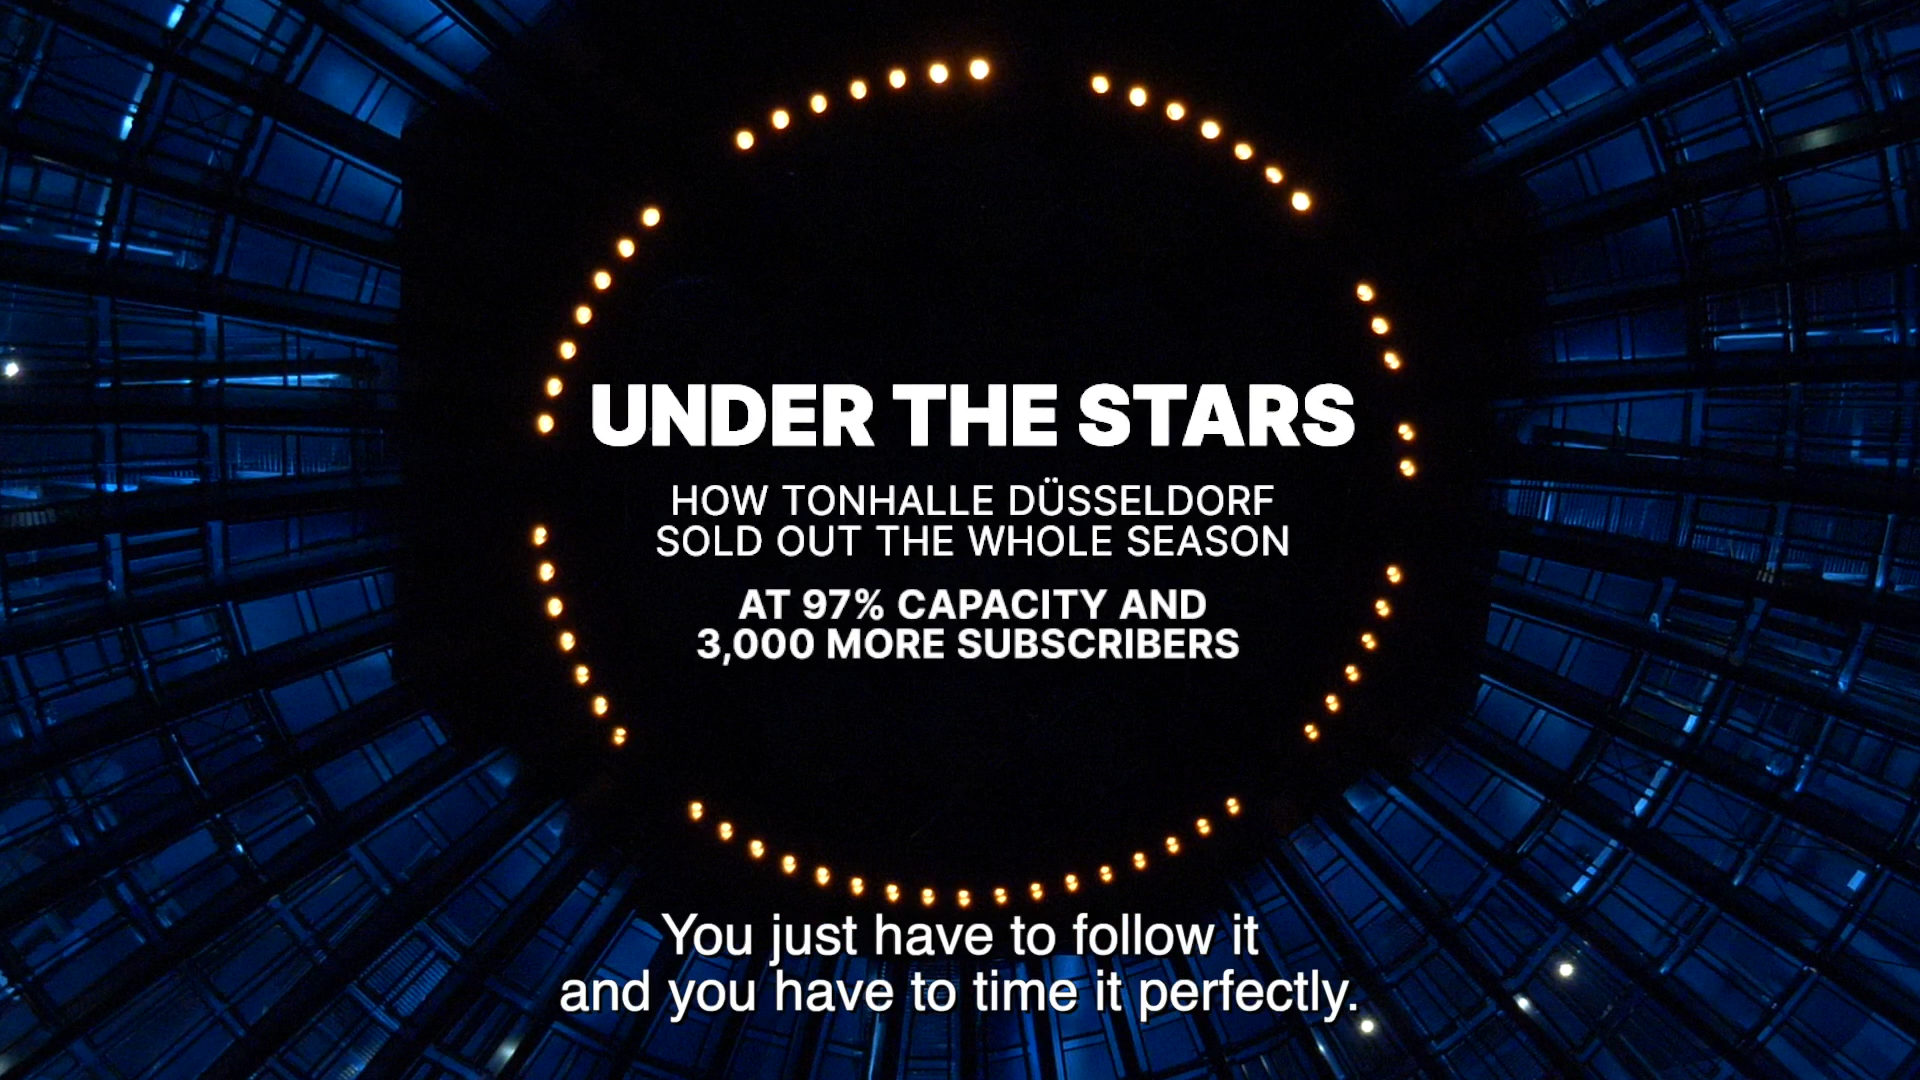 UNDER THE STARS
HOW TONHALLE DÜSSELDORF
SOLD OUT THE WHOLE SEASON
AT 97% CAPACITY AND
3,000 MORE SUBSCRIBERS
You just have to follow it
and you have to time it perfectly.